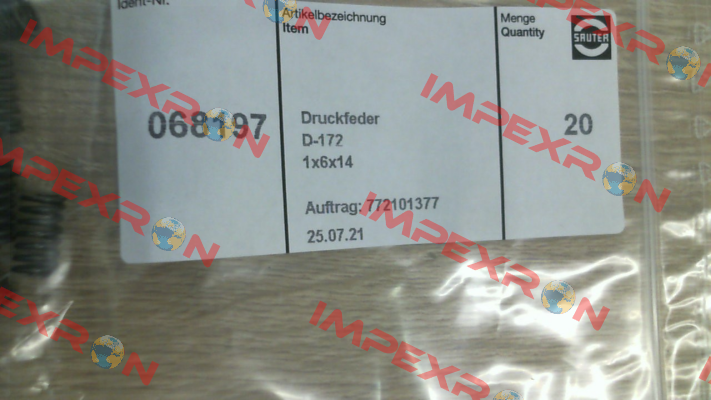 Ident-Nr.
Artikelbezeichnung
Item
Menge
Quantity
SAUTER
068197
Druckfeder
D-172
1x6x14
20
Auftrag: 772101377
25.07.21
IMPEXRON
IMPEXRON
IMPEXRON
IMPEXRON
IMPEXRON
IMPEXRON